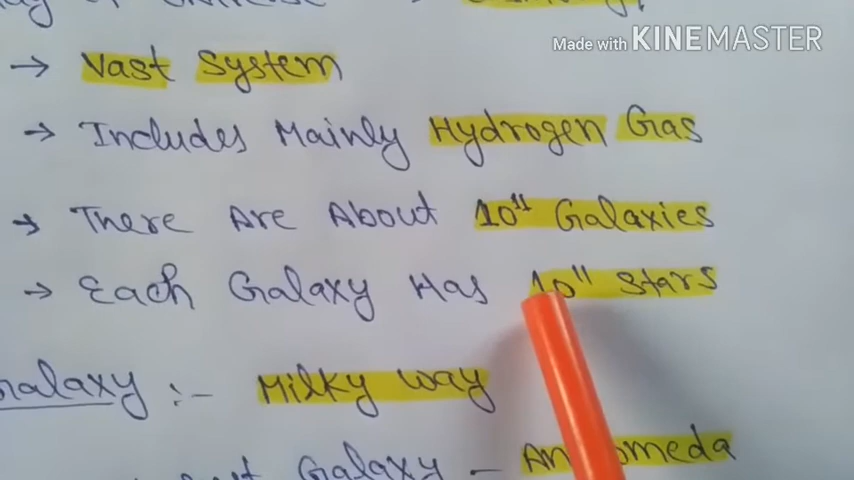 Made with KINEMASTER
→ Vast System
→ Includes Mainly Hydrogen Gas
→ There Are About 10¹¹ Galaxies
→ Each Galaxy Has 10¹¹ Stars
Galaxy :- Milky Way
Galaxy -